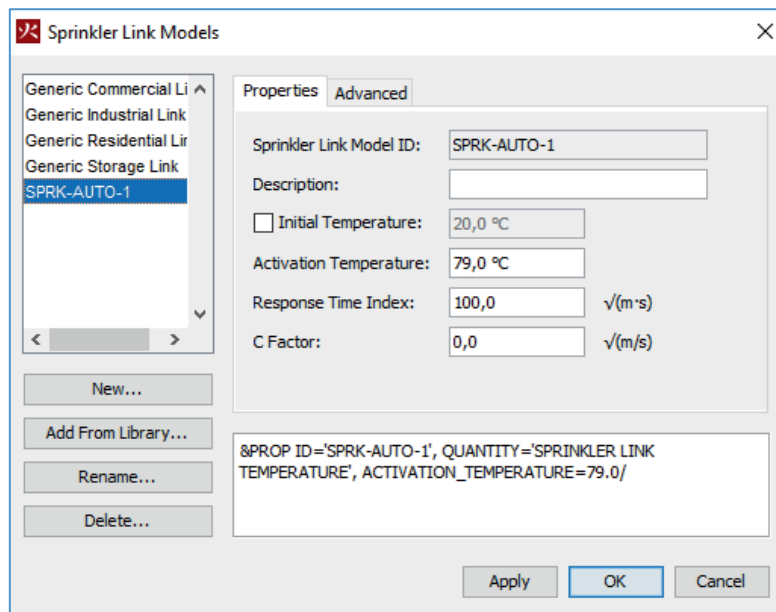 Sprinkler Link Models
Generic Commercial Li
Generic Industrial Link
Generic Residential Lin
Generic Storage Link
SPRK-AUTO-1
New...
Add From Library...
Rename...
Delete...
Properties
Advanced
Sprinkler Link Model ID: SPRK-AUTO-1
Description:
Initial Temperature: 20,0 °C
Activation Temperature: 79,0 °C
Response Time Index: 100,0 √(m·s)
C Factor: 0,0 √(m/s)
&PROP ID='SPRK-AUTO-1', QUANTITY='SPRINKLER LINK
TEMPERATURE', ACTIVATION_TEMPERATURE=79.0/
Apply
OK
Cancel